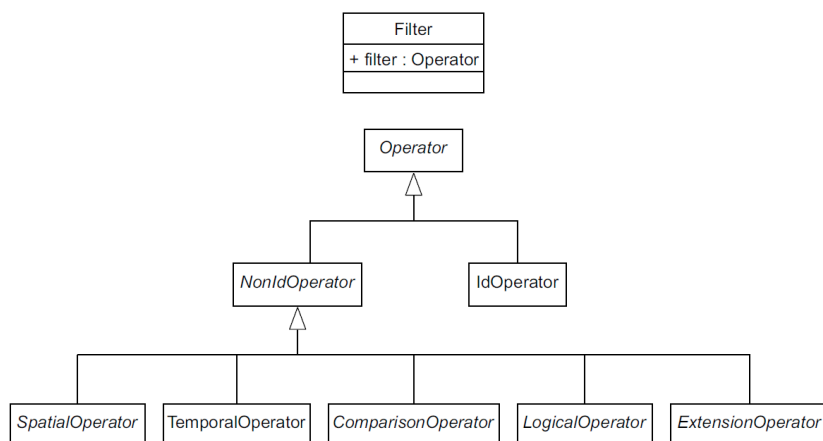 Filter
+ filter : Operator
Operator
NonIdOperator
IdOperator
SpatialOperator
TemporalOperator
ComparisonOperator
LogicalOperator
ExtensionOperator